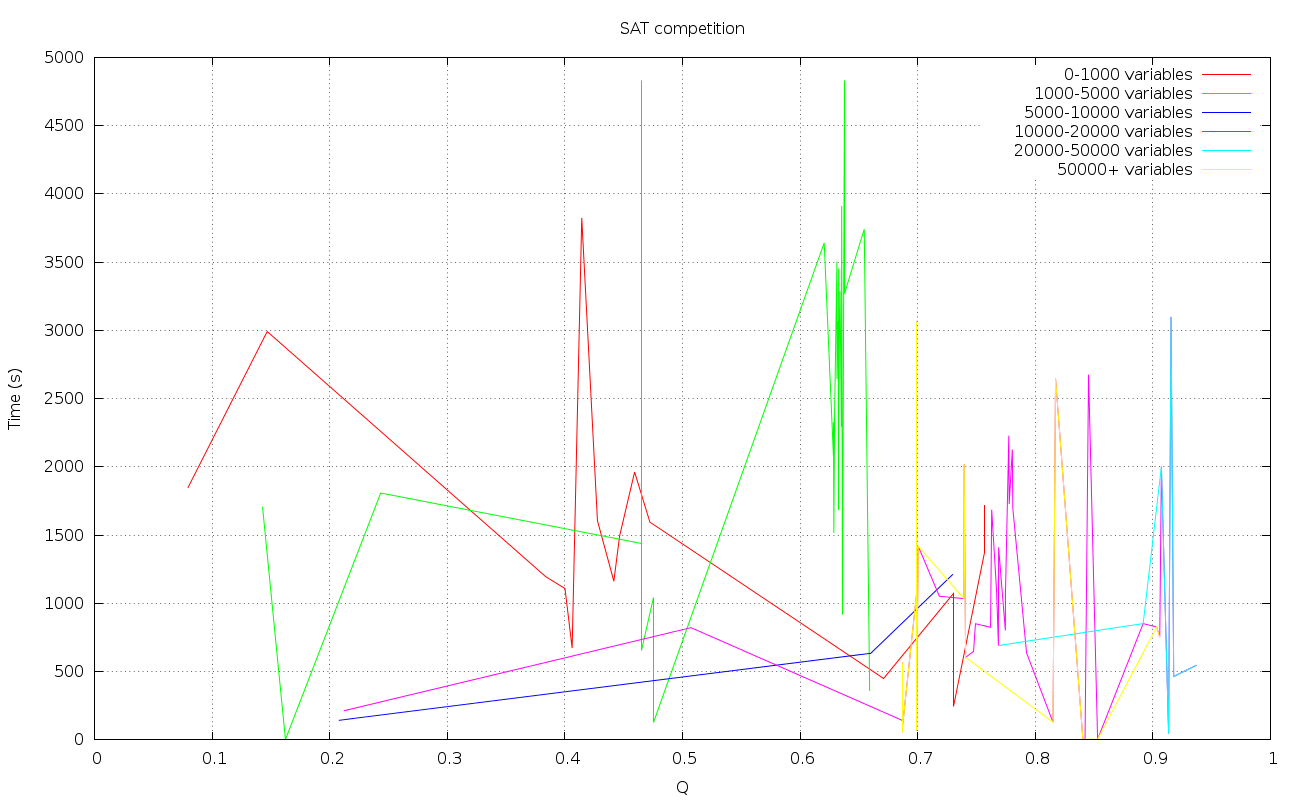 SAT competition
5000
4500
4000
3500
3000
2500
2000
1500
1000
500
0
Time (s)
0-1000 variables
1000-5000 variables
5000-10000 variables
10000-20000 variables
20000-50000 variables
50000+ variables
0 0.1 0.2 0.3 0.4 0.5 0.6 0.7 0.8 0.9 1
Q